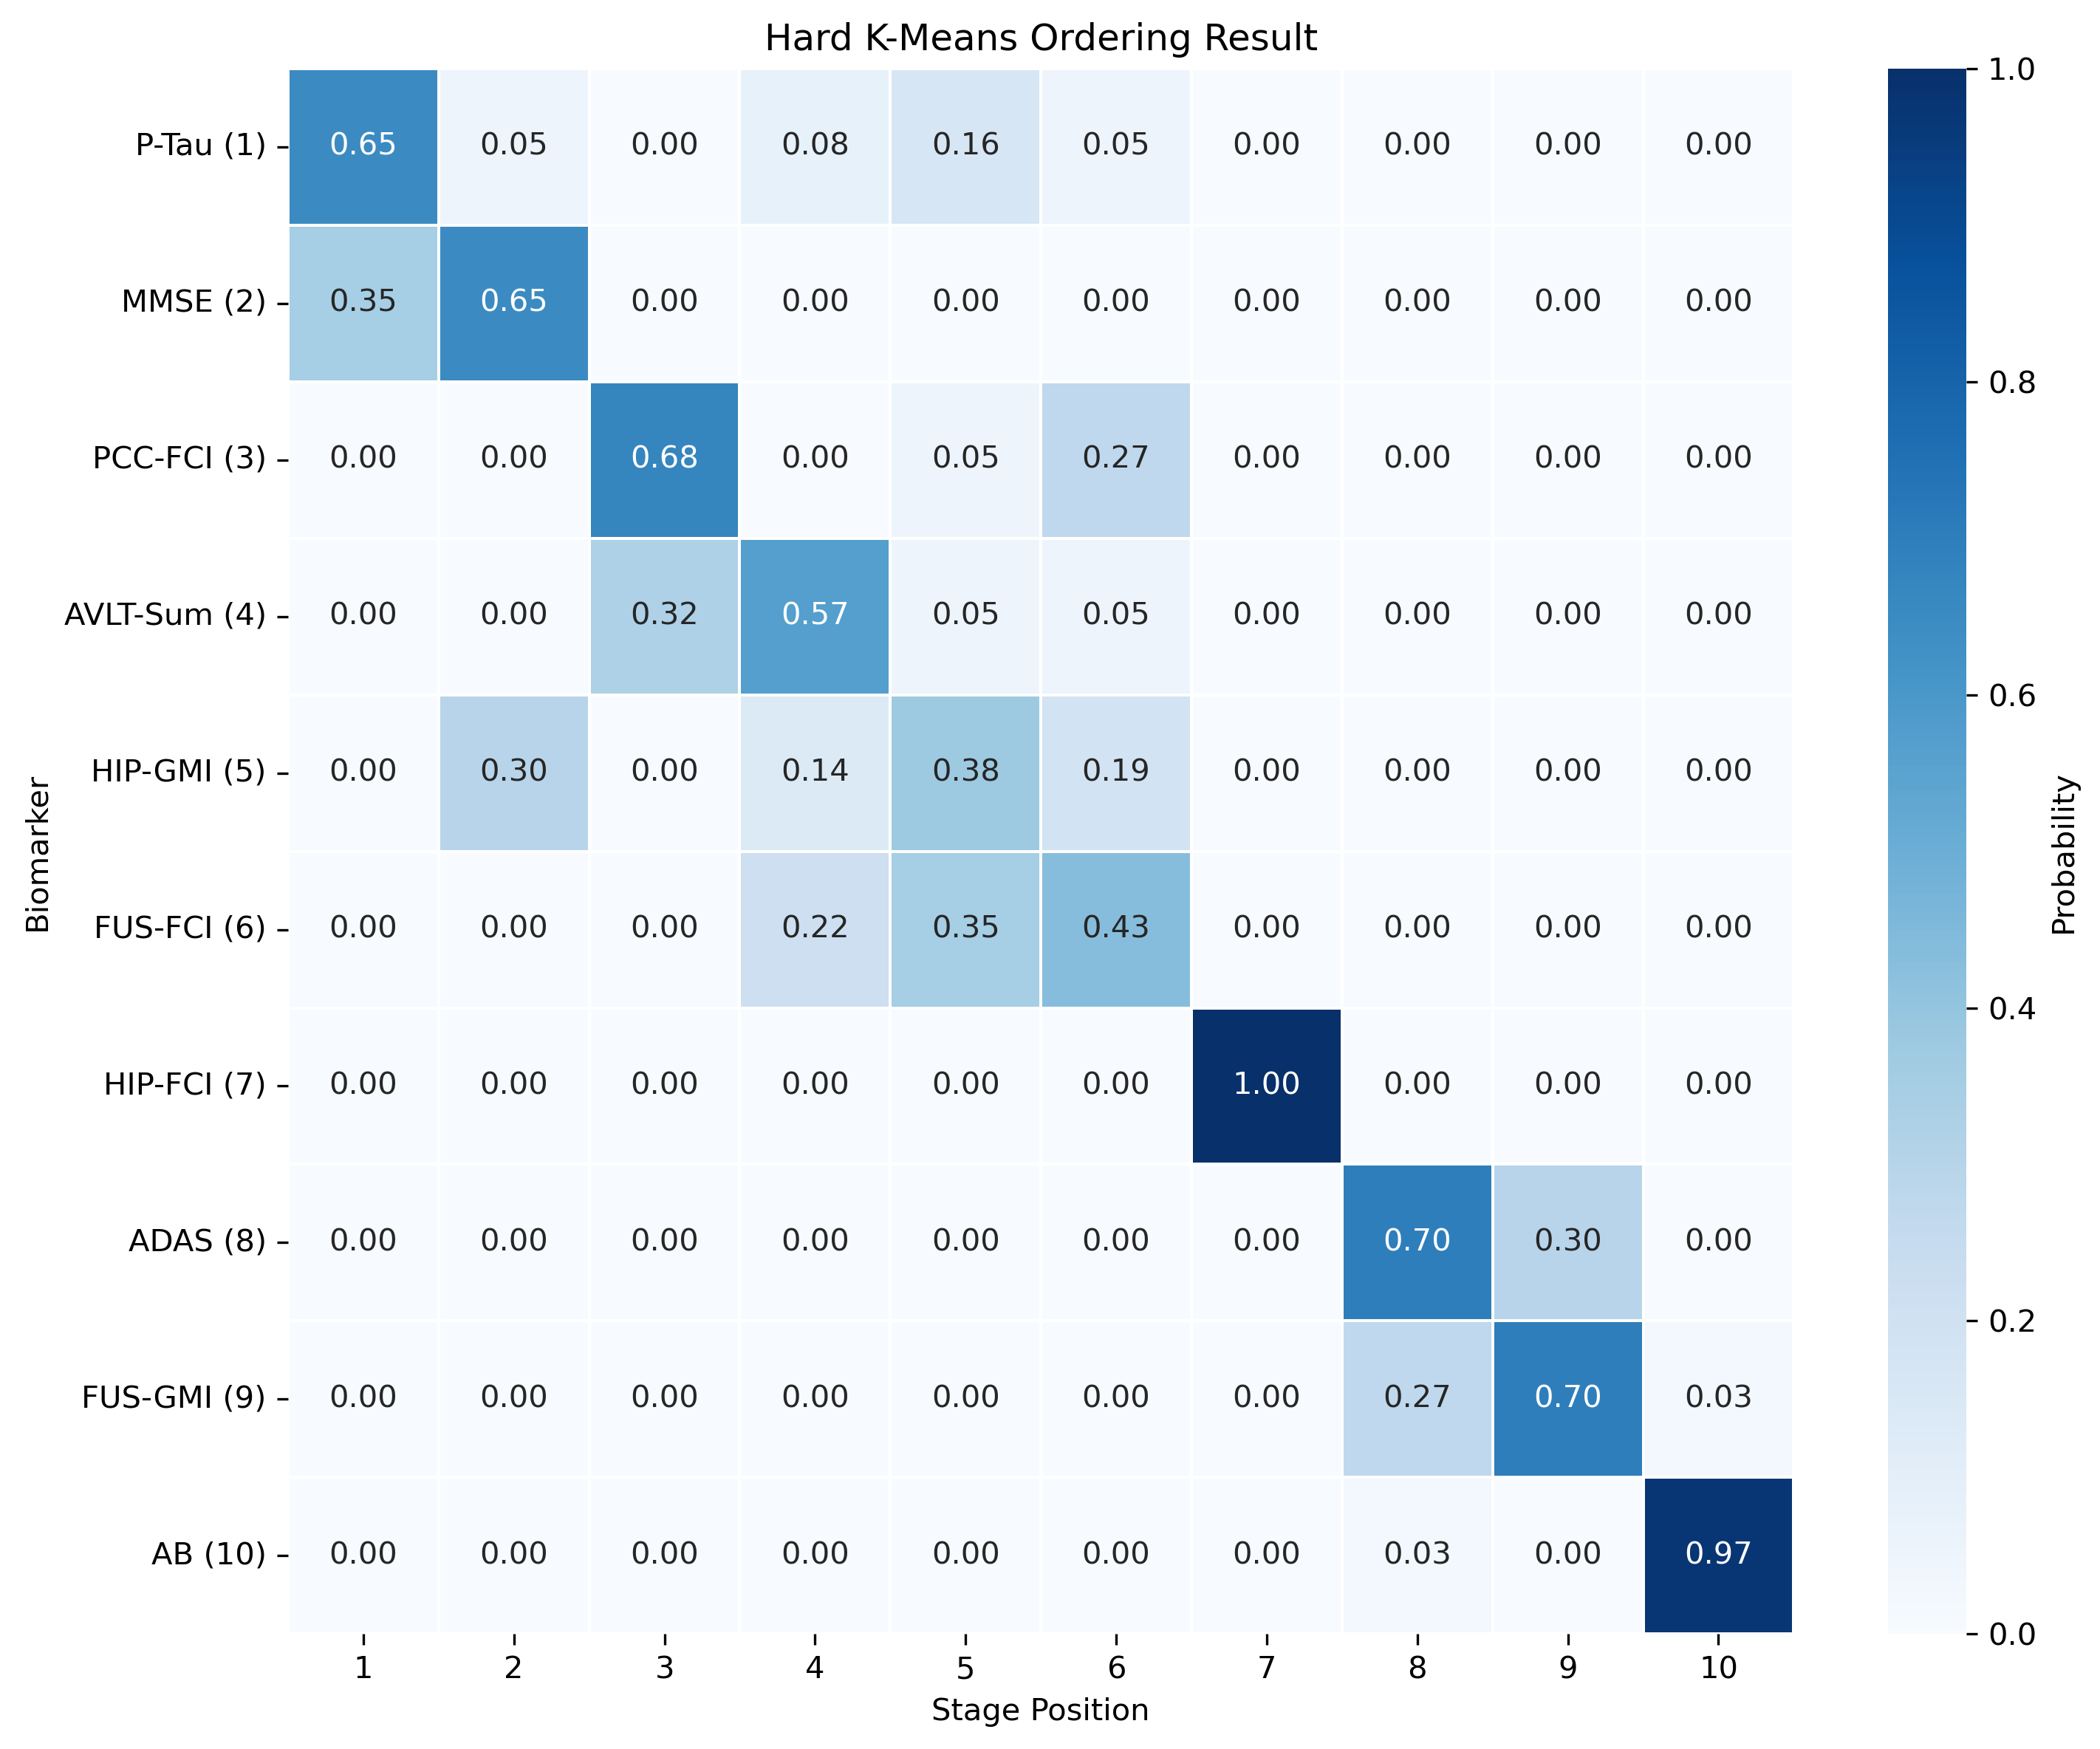 Hard K-Means Ordering Result
P-Tau (1) 0.65 0.05 0.00 0.08 0.16 0.05 0.00 0.00 0.00 0.00
MMSE (2) 0.35 0.65 0.00 0.00 0.00 0.00 0.00 0.00 0.00 0.00
PCC-FCI (3) 0.00 0.00 0.68 0.00 0.05 0.27 0.00 0.00 0.00 0.00
AVLT-Sum (4) 0.00 0.00 0.32 0.57 0.05 0.05 0.00 0.00 0.00 0.00
HIP-GMI (5) 0.00 0.30 0.00 0.14 0.38 0.19 0.00 0.00 0.00 0.00
FUS-FCI (6) 0.00 0.00 0.00 0.22 0.35 0.43 0.00 0.00 0.00 0.00
HIP-FCI (7) 0.00 0.00 0.00 0.00 0.00 0.00 1.00 0.00 0.00 0.00
ADAS (8) 0.00 0.00 0.00 0.00 0.00 0.00 0.00 0.70 0.30 0.00
FUS-GMI (9) 0.00 0.00 0.00 0.00 0.00 0.00 0.00 0.27 0.70 0.03
AB (10) 0.00 0.00 0.00 0.00 0.00 0.00 0.00 0.03 0.00 0.97
1 2 3 4 5 6 7 8 9 10
Stage Position
Biomarker
1.0
0.8
0.6
0.4
0.2
0.0
Probability